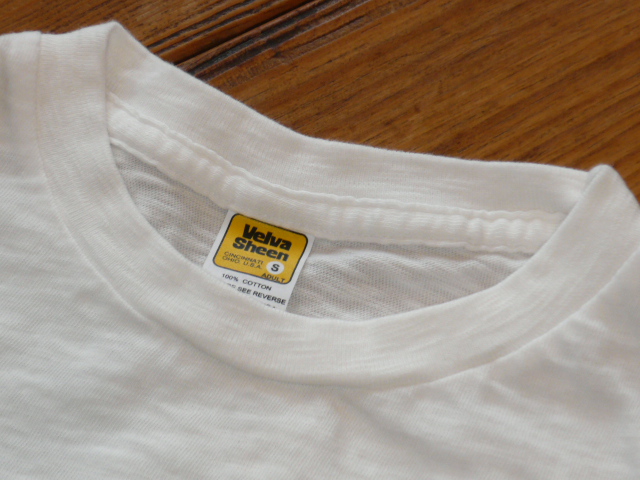 Velva
Sheen
CINCINNATI
OHIO, U.S.A.
S
ADULT
100% COTTON
SEE REVERSE